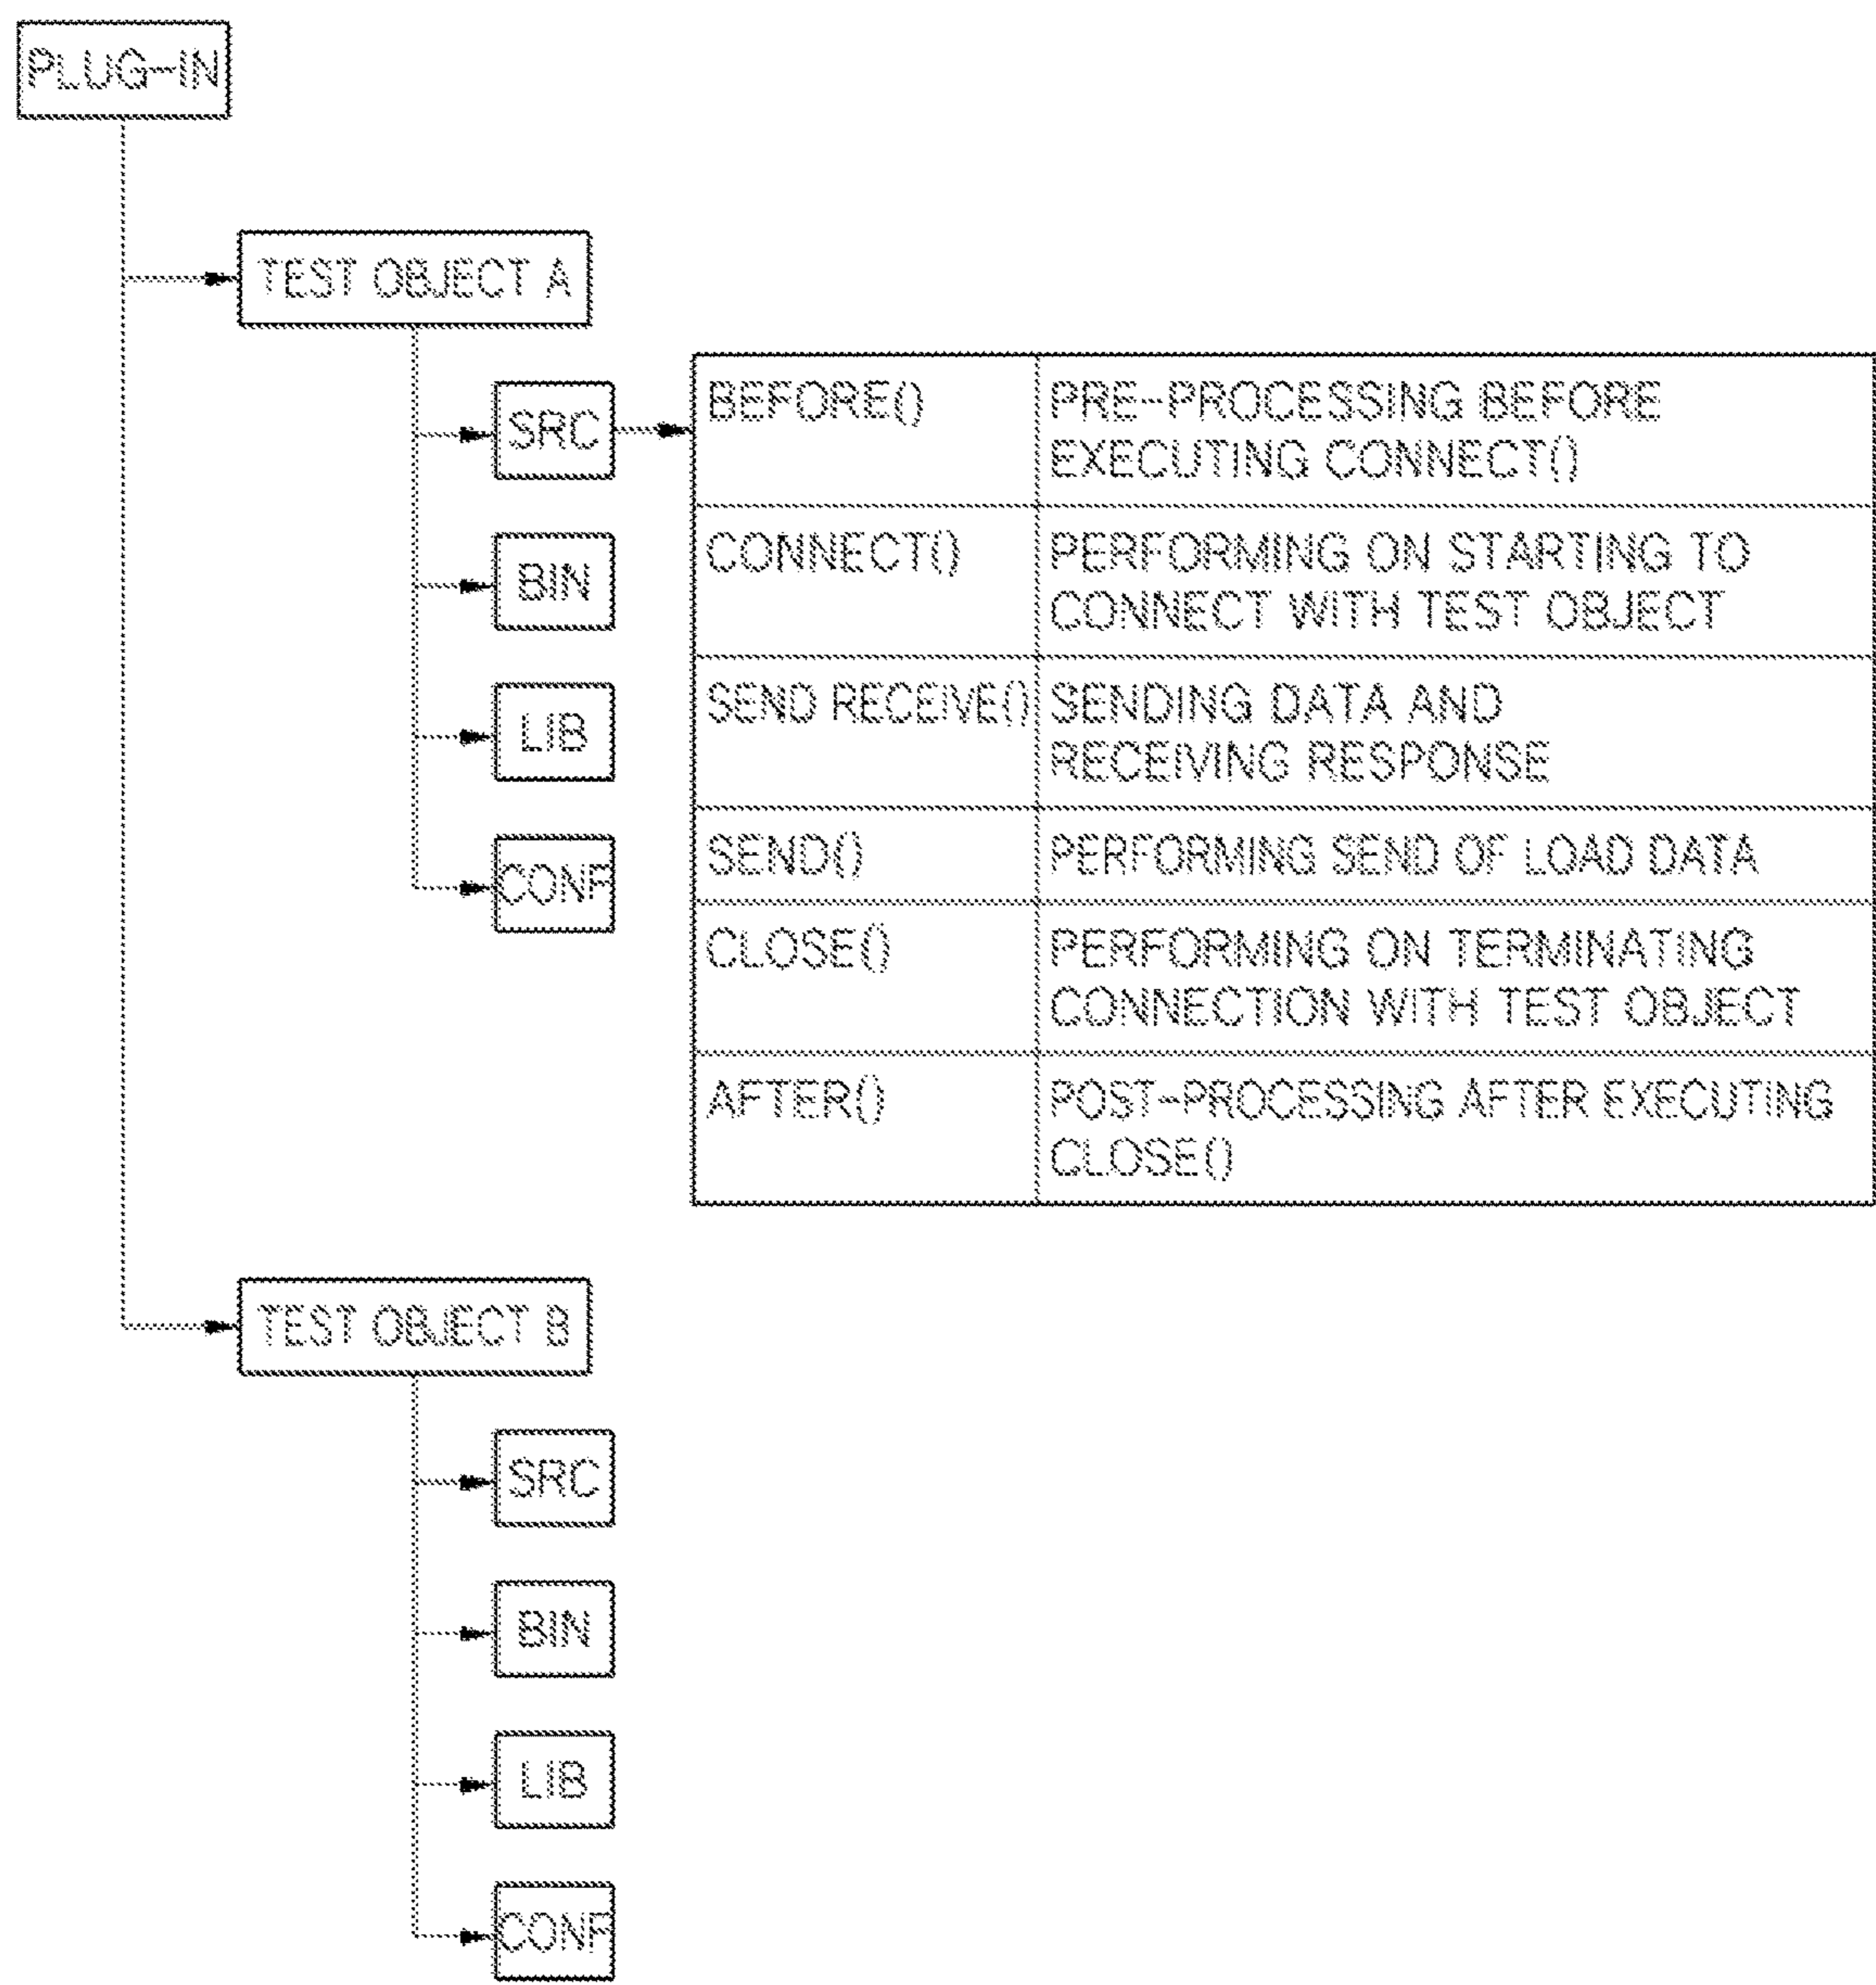 PLUG-IN
TEST OBJECT A
SRC
BIN
LIB
CONF
BEFORE()
PRE-PROCESSING BEFORE
EXECUTING CONNECT()
CONNECT()
PERFORMING ON STARTING TO
CONNECT WITH TEST OBJECT
SEND RECEIVE()
SENDING DATA AND
RECEIVING RESPONSE
SEND()
PERFORMING SEND OF LOAD DATA
CLOSE()
PERFORMING ON TERMINATING
CONNECTION WITH TEST OBJECT
AFTER()
POST-PROCESSING AFTER EXECUTING
CLOSE()
TEST OBJECT B
SRC
BIN
LIB
CONF